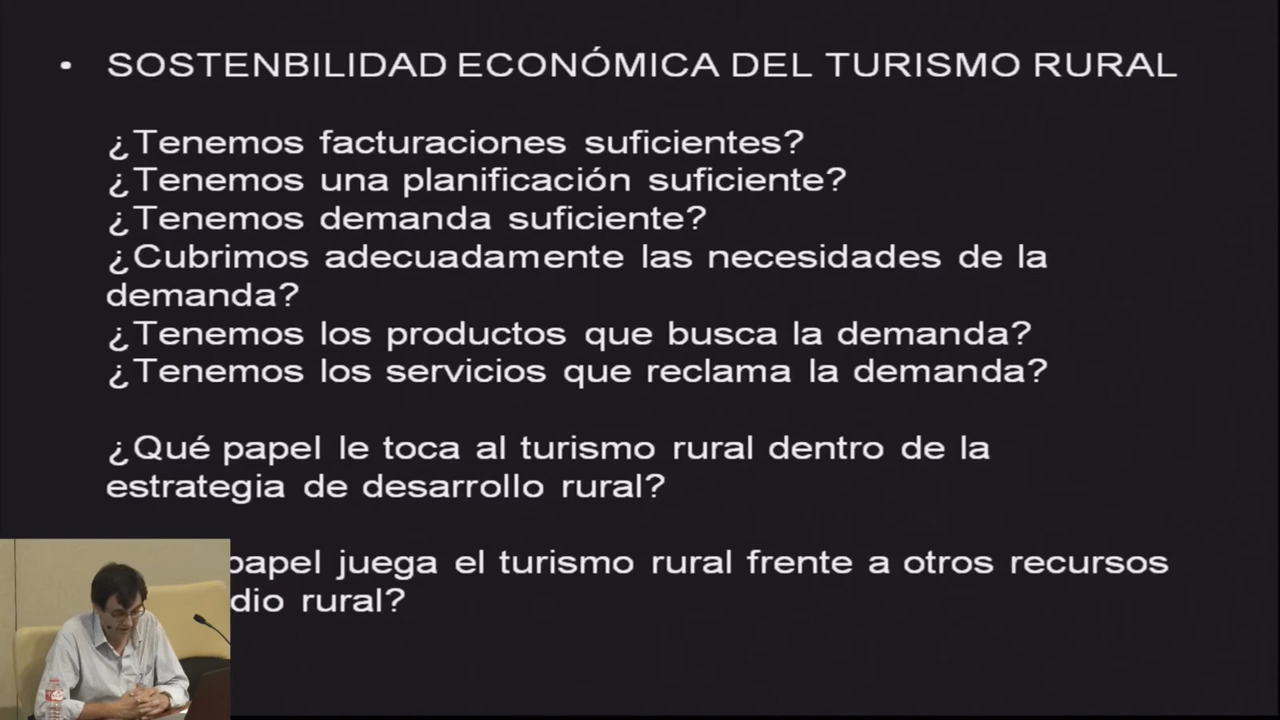 • SOSTENBILIDAD ECONÓMICA DEL TURISMO RURAL
¿Tenemos facturaciones suficientes?
¿Tenemos una planificación suficiente?
¿Tenemos demanda suficiente?
¿Cubrimos adecuadamente las necesidades de la
demanda?
¿Tenemos los productos que busca la demanda?
¿Tenemos los servicios que reclama la demanda?
¿Qué papel le toca al turismo rural dentro de la
estrategia de desarrollo rural?
papel juega el turismo rural frente a otros recursos
dio rural?